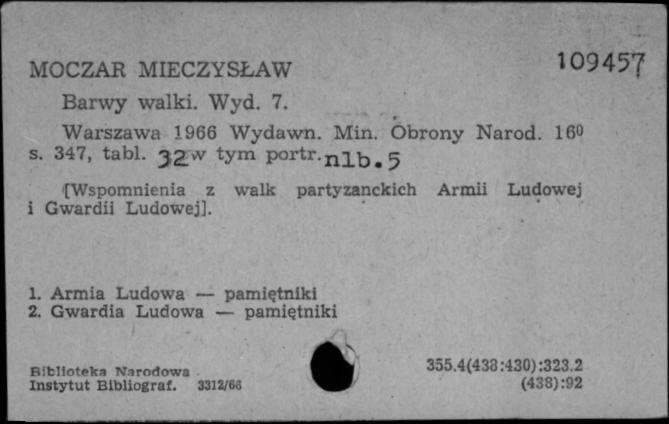 109457
MOCZAR MIECZYSŁAW
Barwy walki. Wyd. 7.
Warszawa 1966 Wydawn. Min. Obrony Narod. 16º
s. 347, tabl. 32 w tym portr. nlb. 5
[Wspomnienia z walk partyzanckich Armii Ludowej
i Gwardii Ludowej].
1. Armia Ludowa — pamiętniki
2. Gwardia Ludowa — pamiętniki
Biblioteka Narodowa
Instytut Bibliograf. 3312/66
355.4(438:430):323.2
(438):92